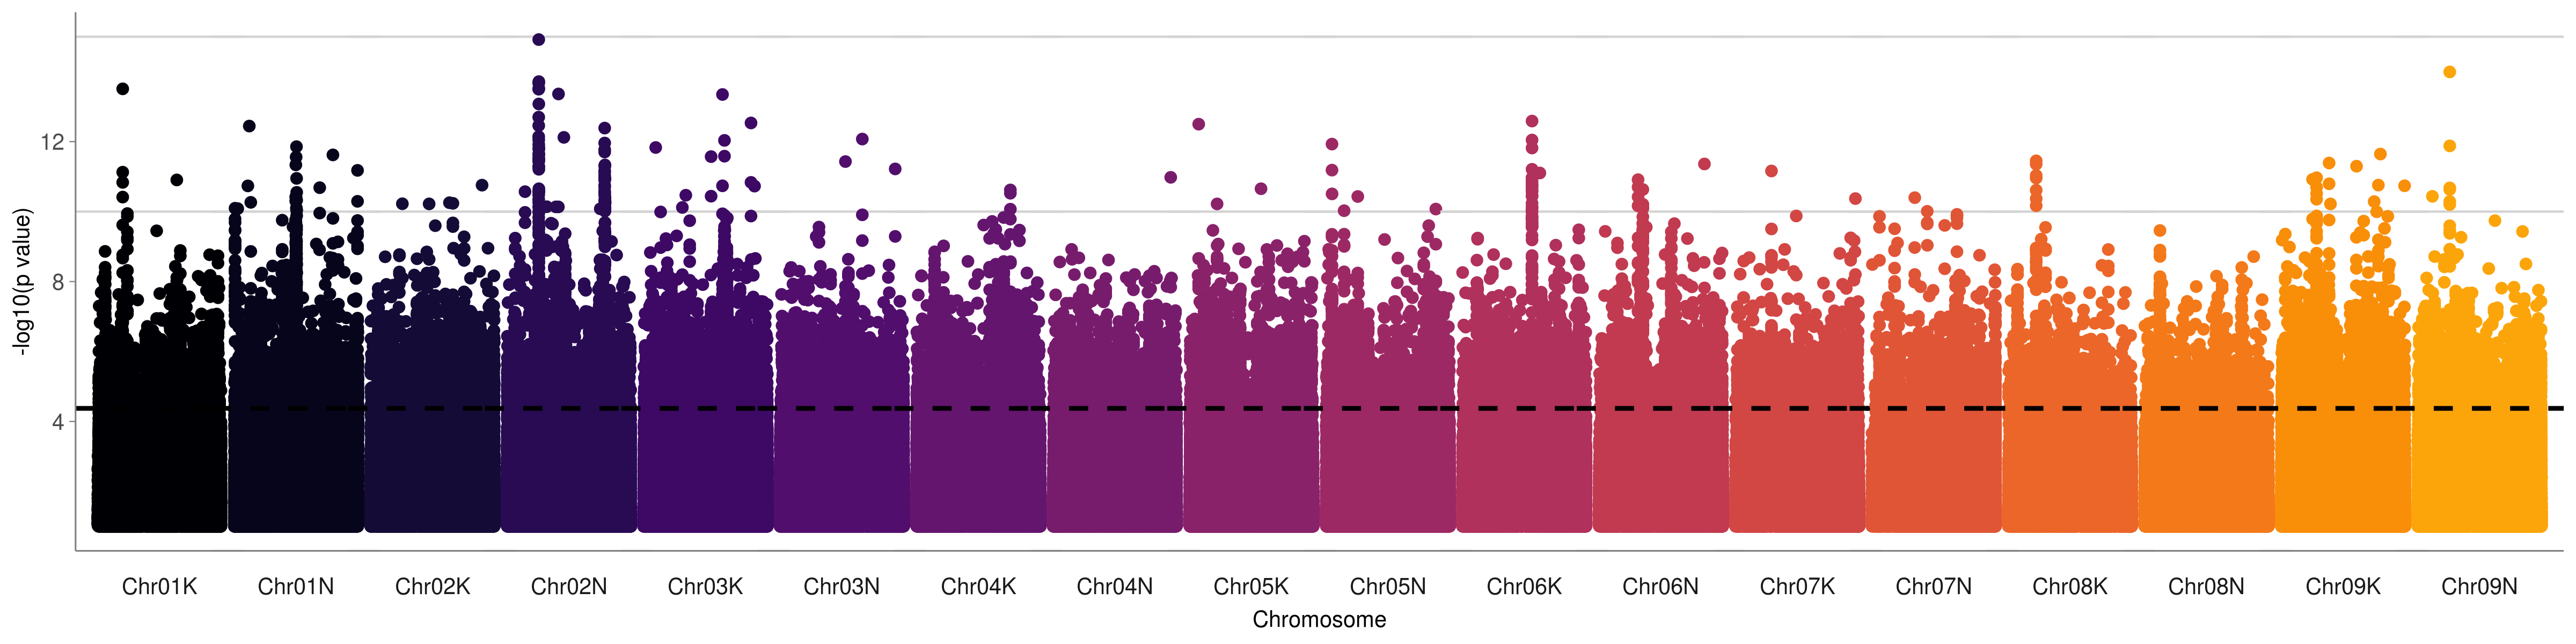 -log10(p value)
12
8
4
Chr01K Chr01N Chr02K Chr02N Chr03K Chr03N Chr04K Chr04N Chr05K Chr05N Chr06K Chr06N Chr07K Chr07N Chr08K Chr08N Chr09K Chr09N
Chromosome